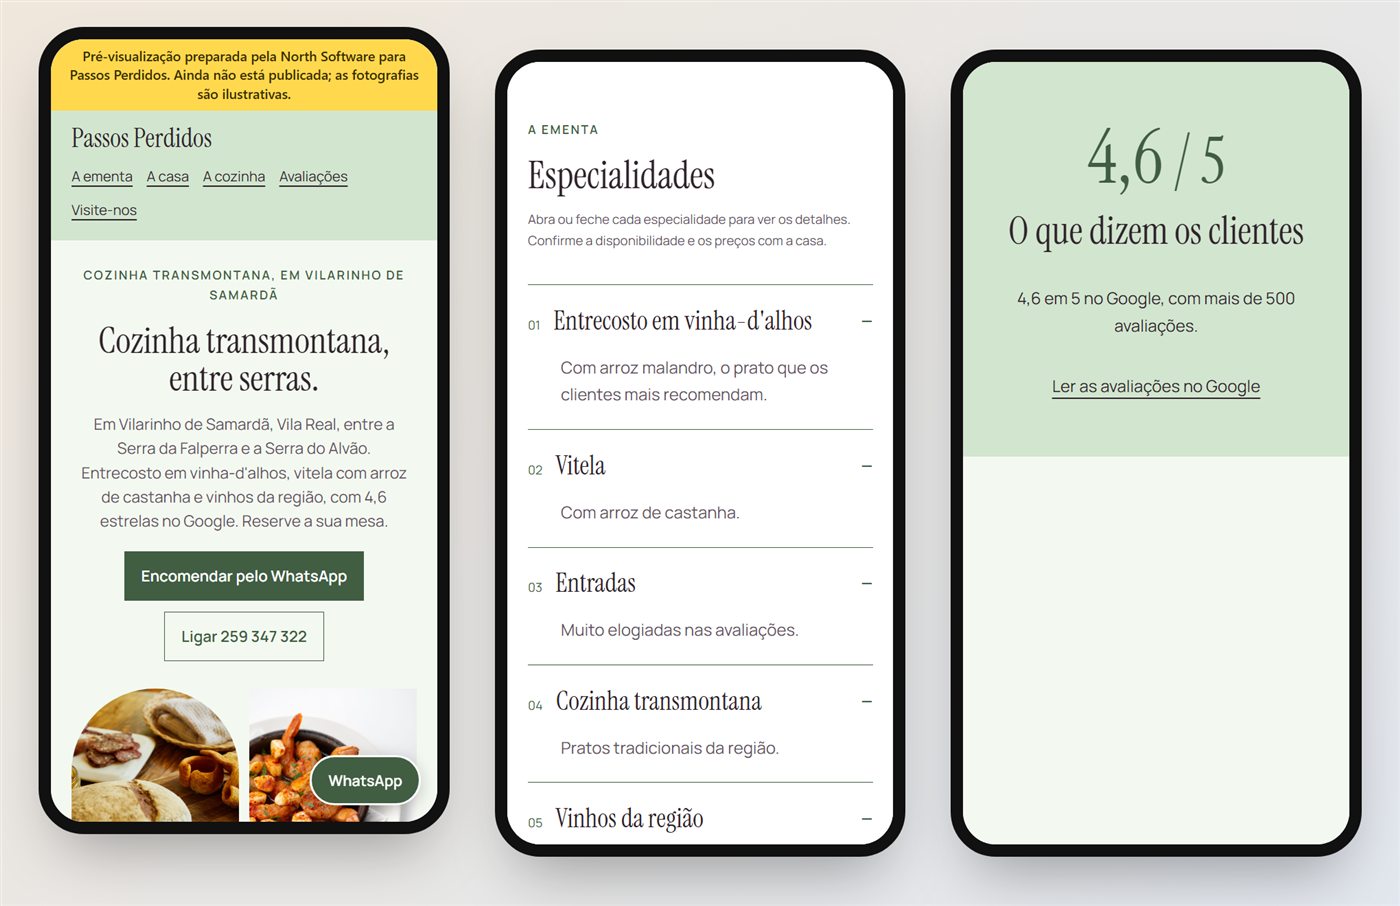 Pré-visualização preparada pela North Software para
Passos Perdidos. Ainda não está publicada; as fotografias
são ilustrativas.
Passos Perdidos
A ementa A casa A cozinha Avaliações
Visite-nos
COZINHA TRANSMONTANA, EM VILARINHO DE
SAMARDÃ
Cozinha transmontana,
entre serras.
Em Vilarinho de Samardã, Vila Real, entre a
Serra da Falperra e a Serra do Alvão.
Entrecosto em vinha-d'alhos, vitela com arroz
de castanha e vinhos da região, com 4,6
estrelas no Google. Reserve a sua mesa.
Encomendar pelo WhatsApp
Ligar 259 347 322
WhatsApp
A EMENTA
Especialidades
Abra ou feche cada especialidade para ver os detalhes.
Confirme a disponibilidade e os preços com a casa.
01 Entrecosto em vinha-d'alhos –
Com arroz malandro, o prato que os
clientes mais recomendam.
02 Vitela –
Com arroz de castanha.
03 Entradas –
Muito elogiadas nas avaliações.
04 Cozinha transmontana –
Pratos tradicionais da região.
05 Vinhos da região –
4,6 / 5
O que dizem os clientes
4,6 em 5 no Google, com mais de 500
avaliações.
Ler as avaliações no Google